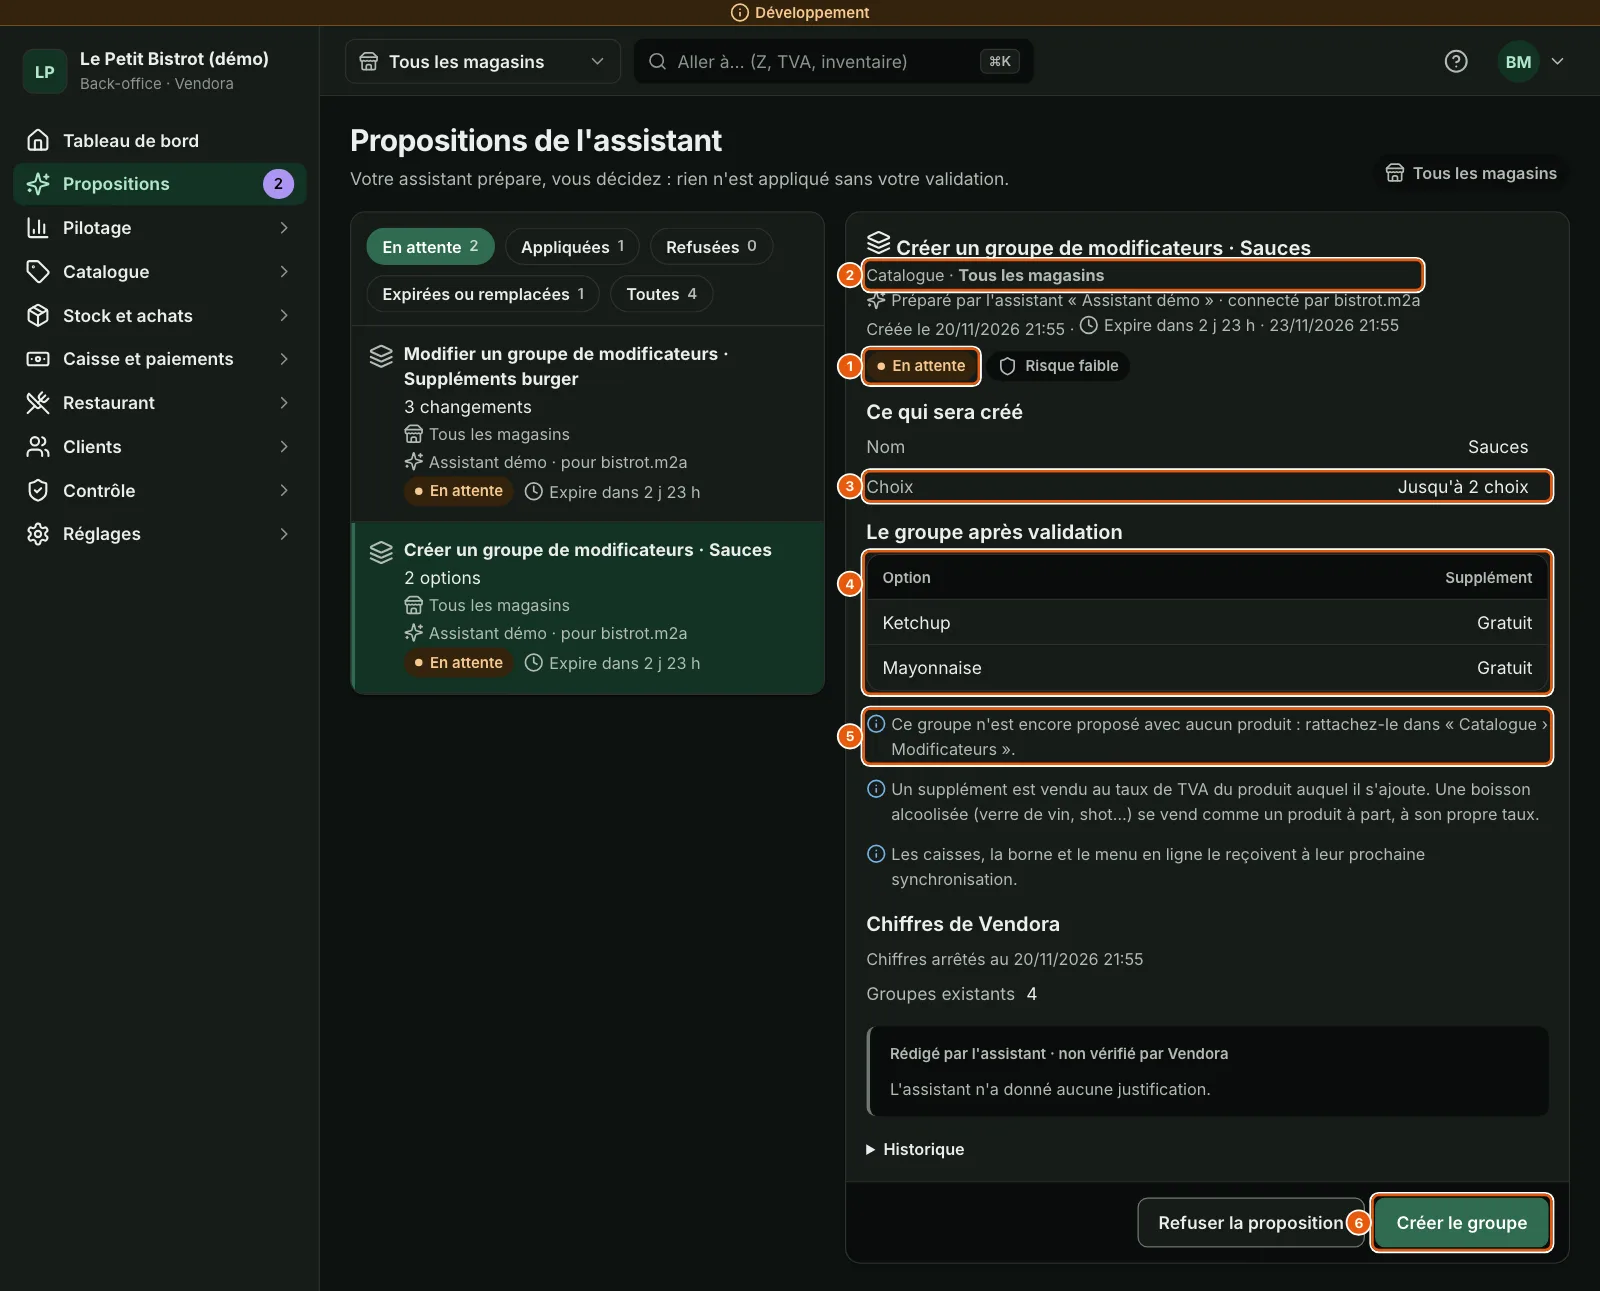 Développement
LP
Le Petit Bistrot (démo)
Back-office · Vendora
Tous les magasins
Aller à... (Z, TVA, inventaire)
⌘K
BM
Tableau de bord
Propositions
2
Pilotage
Catalogue
Stock et achats
Caisse et paiements
Restaurant
Clients
Contrôle
Réglages
Propositions de l'assistant
Votre assistant prépare, vous décidez : rien n'est appliqué sans votre validation.
Tous les magasins
En attente 2
Appliquées 1
Refusées 0
Expirées ou remplacées 1
Toutes 4
Modifier un groupe de modificateurs ·
Suppléments burger
3 changements
Tous les magasins
Assistant démo · pour bistrot.m2a
En attente
Expire dans 2 j 23 h
Créer un groupe de modificateurs · Sauces
2 options
Tous les magasins
Assistant démo · pour bistrot.m2a
En attente
Expire dans 2 j 23 h
Créer un groupe de modificateurs · Sauces
2
Catalogue · Tous les magasins
Préparé par l'assistant « Assistant démo » · connecté par bistrot.m2a
Créée le 20/11/2026 21:55 · Expire dans 2 j 23 h · 23/11/2026 21:55
1
En attente
Risque faible
Ce qui sera créé
Nom
Sauces
3
Choix
Jusqu'à 2 choix
Le groupe après validation
4
Option
Supplément
Ketchup
Gratuit
Mayonnaise
Gratuit
5
Ce groupe n'est encore proposé avec aucun produit : rattachez-le dans « Catalogue ›
Modificateurs ».
Un supplément est vendu au taux de TVA du produit auquel il s'ajoute. Une boisson
alcoolisée (verre de vin, shot...) se vend comme un produit à part, à son propre taux.
Les caisses, la borne et le menu en ligne le reçoivent à leur prochaine
synchronisation.
Chiffres de Vendora
Chiffres arrêtés au 20/11/2026 21:55
Groupes existants 4
Rédigé par l'assistant · non vérifié par Vendora
L'assistant n'a donné aucune justification.
Historique
Refuser la proposition
6
Créer le groupe